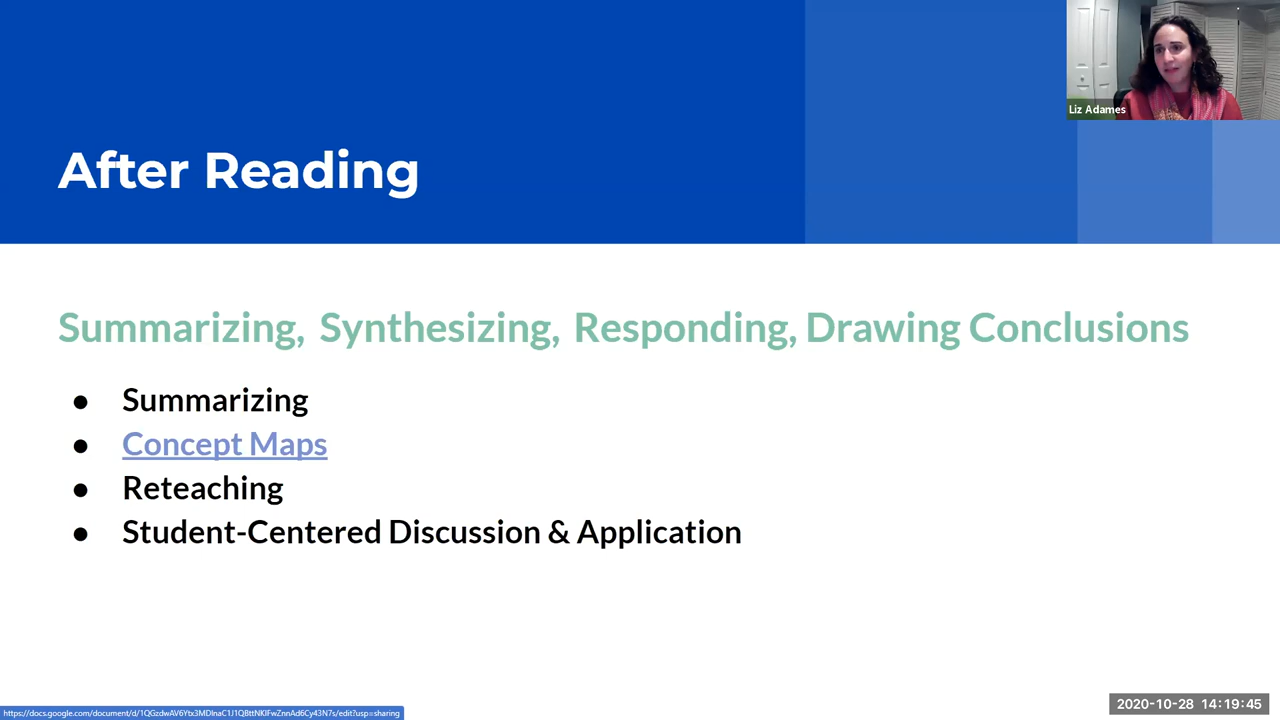 Liz Adames
After Reading
Summarizing, Synthesizing, Responding, Drawing Conclusions
● Summarizing
● Concept Maps
● Reteaching
● Student-Centered Discussion & Application
2020-10-28 14:19:45